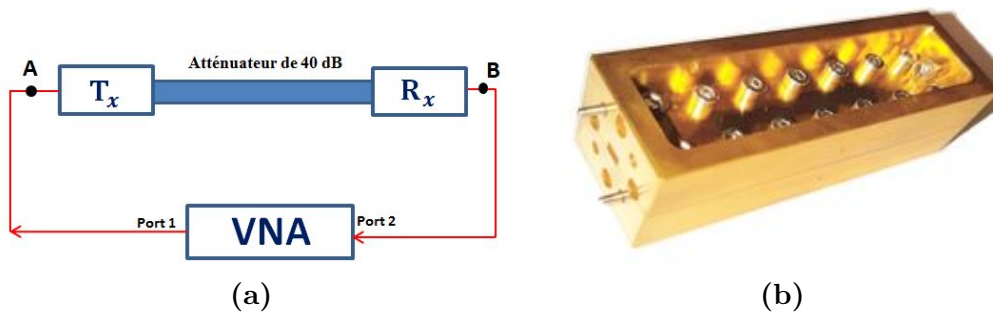 Atténuateur de 40 dB
A
B
Tx
Rx
Port 1
VNA
Port 2
(a)
(b)